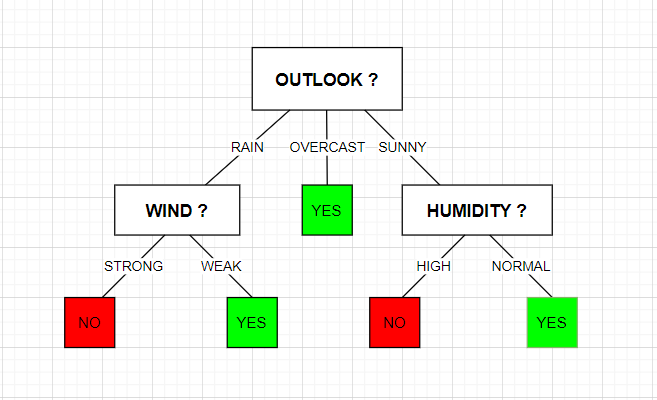 OUTLOOK ?
RAIN OVERCAST SUNNY
WIND ? YES HUMIDITY ?
STRONG WEAK HIGH NORMAL
NO YES NO YES